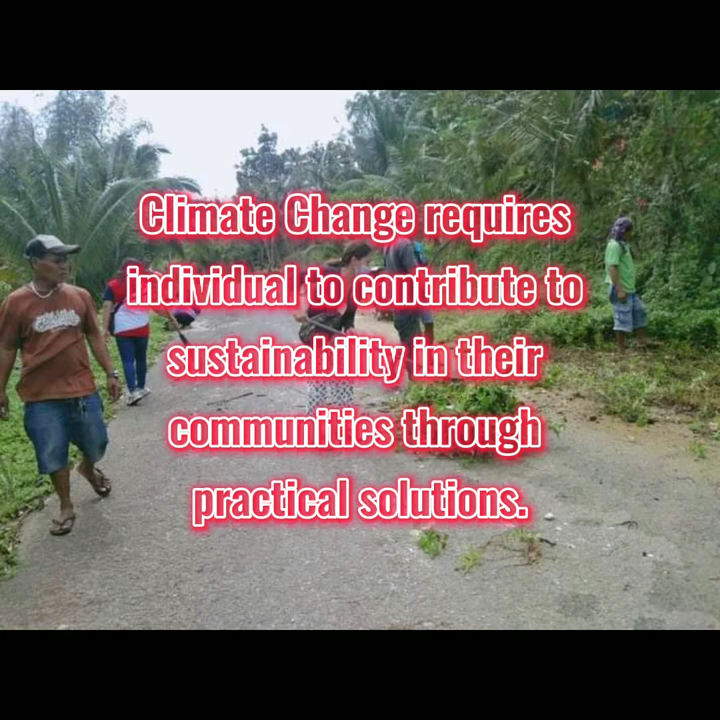 Climate Change requires
individual to contribute to
sustainability in their
communities through
practical solutions.